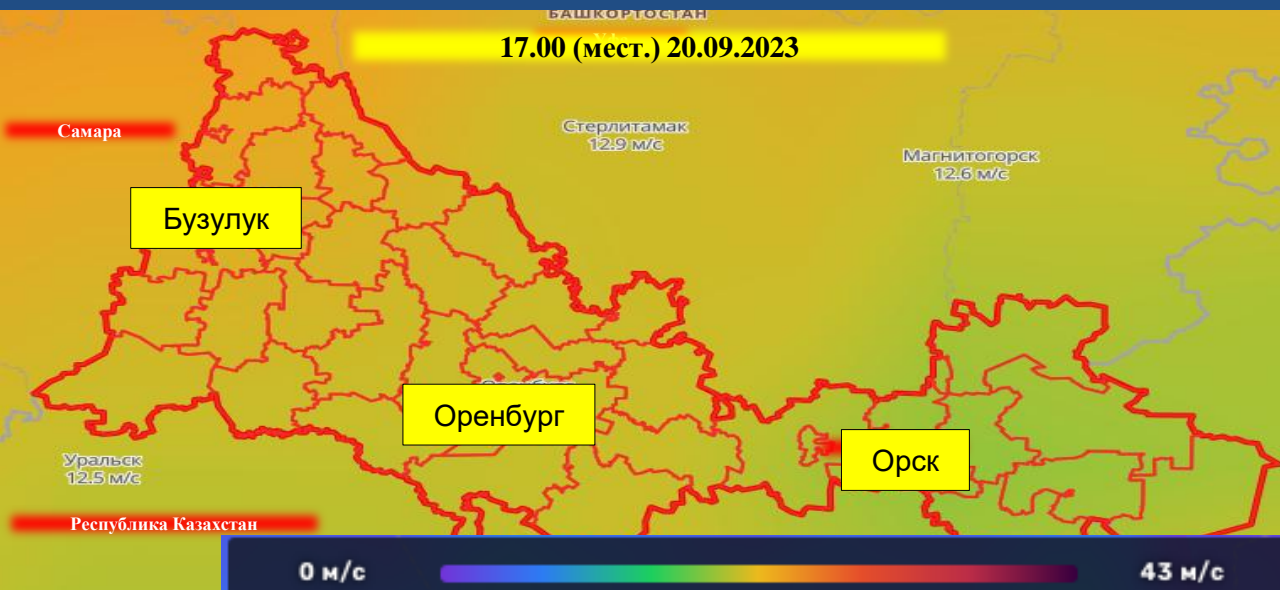 БАШКОРТОСТАН
17.00 (мест.) 20.09.2023
Самара
Стерлитамак
12.9 м/с
Магнитогорск
12.6 м/с
Бузулук
Оренбург
Орск
Уральск
12.5 м/с
Республика Казахстан
0 м/с
43 м/с